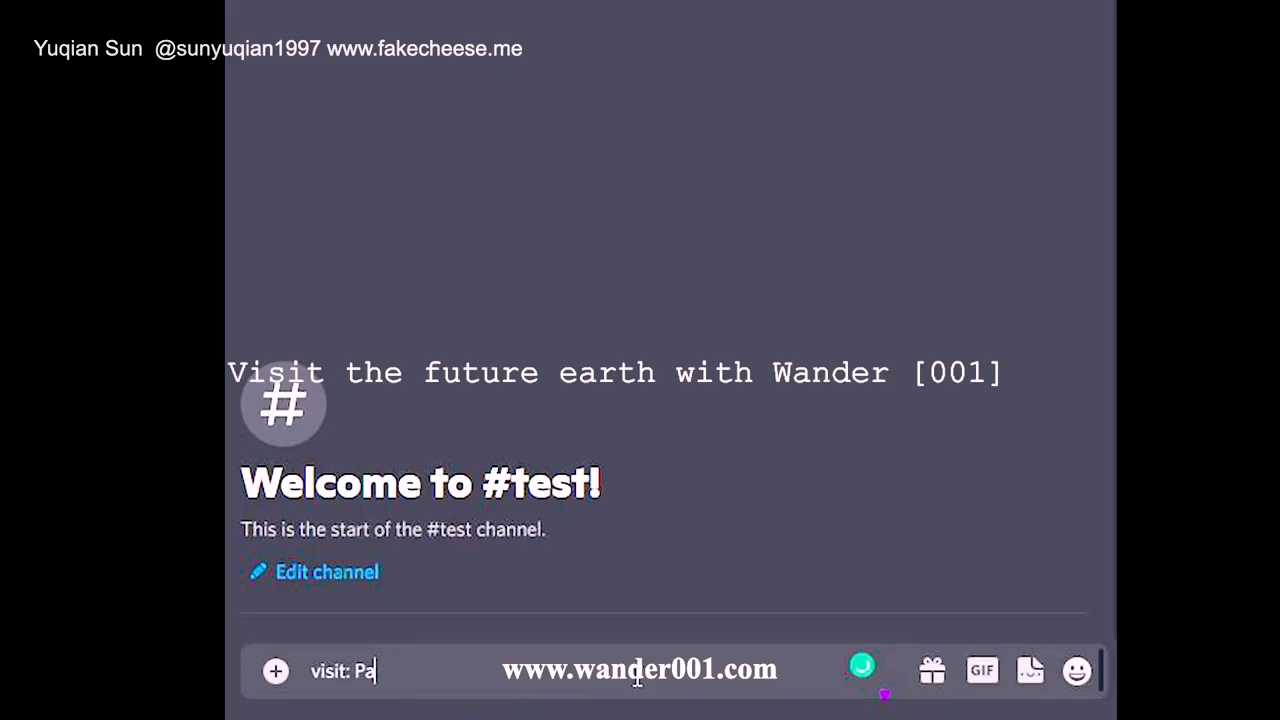 Yuqian Sun @sunyuqian1997 www.fakecheese.me
Visit the future earth with Wander [001]
#
Welcome to #test!
This is the start of the #test channel.
Edit channel
visit: Pa
www.wander001.com
GIF